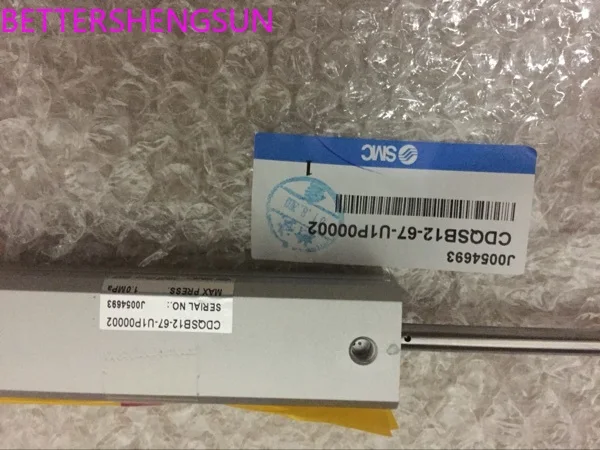 BETTERSHENGSUN
SMC
1
CDQSB12-67-U1P00002
J0054693
CDQSB12-67-U1P00002
SERIAL NO.: J0054693
MAX PRESS. 1.0MPa